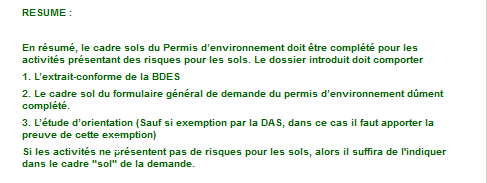 RESUME :
En résumé, le cadre sols du Permis d'environnement doit être complété pour les
activités présentant des risques pour les sols. Le dossier introduit doit comporter
1. L'extrait-conforme de la BDES
2. Le cadre sol du formulaire général de demande du permis d'environnement dûment
complété.
3. L'étude d'orientation (Sauf si exemption par la DAS, dans ce cas il faut apporter la
preuve de cette exemption)
Si les activités ne présentent pas de risques pour les sols, alors il suffira de l'indiquer
dans le cadre "sol" de la demande.